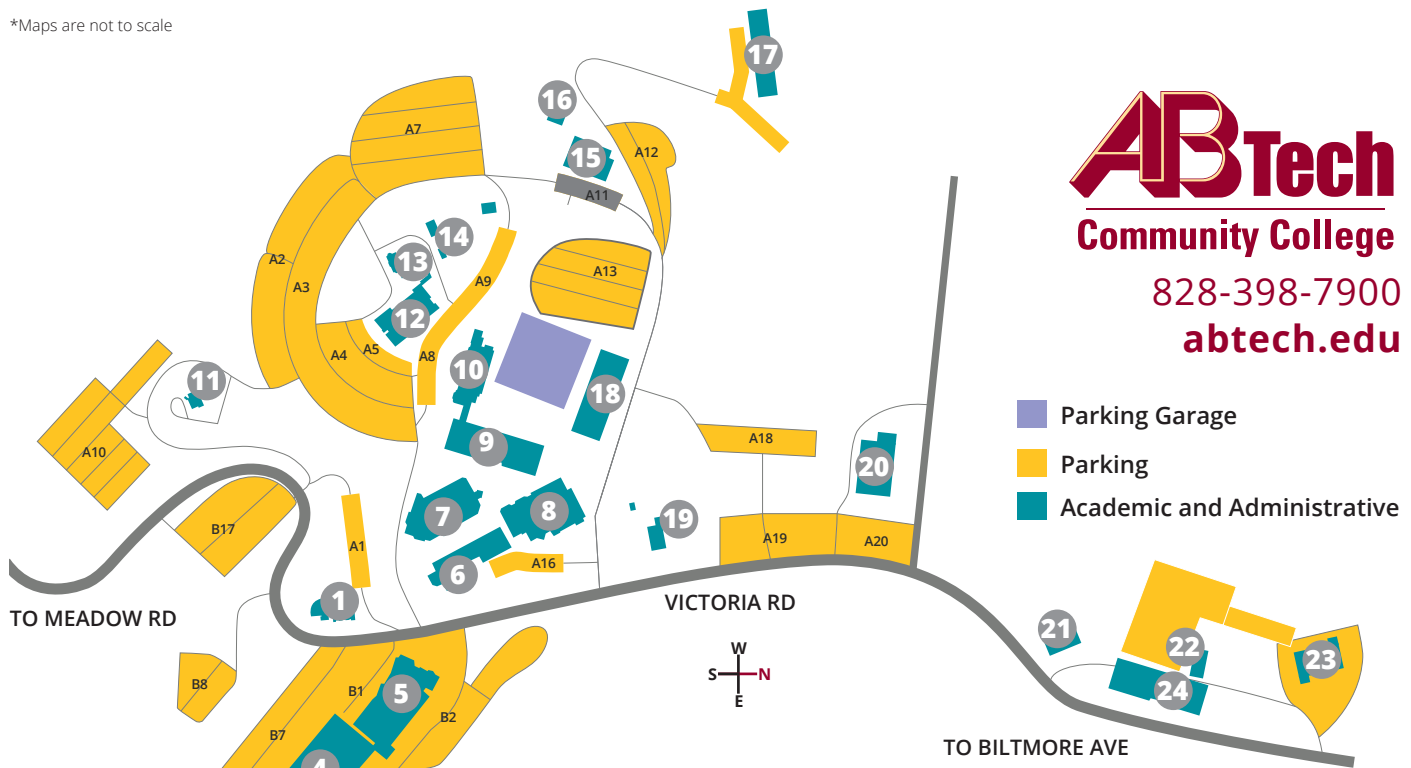 *Maps are not to scale
17
16
A7
A12
15
A11
AB Tech
Community College
828-398-7900
abtech.edu
14
13
A2
A9
A13
A3
12
A4
A5
A8
10
11
18
Parking Garage
A18
9
A10
20
Parking
7
8
Academic and Administrative
B17
A1
19
A19
A20
A16
6
1
TO MEADOW RD
VICTORIA RD
21
22
23
W
S
N
E
24
B8
B1
5
B2
B7
4
TO BILTMORE AVE